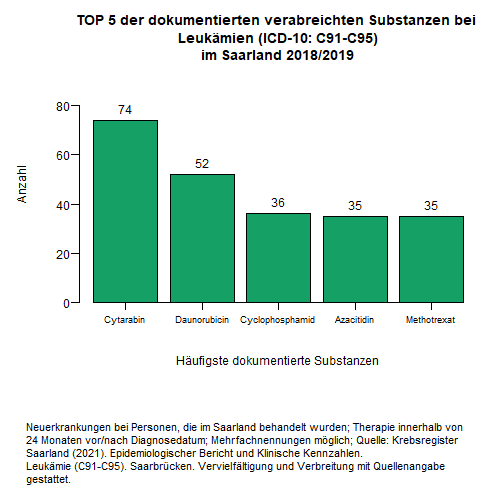 TOP 5 der dokumentierten verabreichten Substanzen bei
Leukämien (ICD-10: C91-C95)
im Saarland 2018/2019
Anzahl
80
60
40
20
0
74
52
36
35
35
Cytarabin
Daunorubicin
Cyclophosphamid
Azacitidin
Methotrexat
Häufigste dokumentierte Substanzen
Neuerkrankungen bei Personen, die im Saarland behandelt wurden; Therapie innerhalb von
24 Monaten vor/nach Diagnosedatum; Mehrfachnennungen möglich; Quelle: Krebsregister
Saarland (2021). Epidemiologischer Bericht und Klinische Kennzahlen.
Leukämie (C91-C95). Saarbrücken. Vervielfältigung und Verbreitung mit Quellenangabe
gestattet.